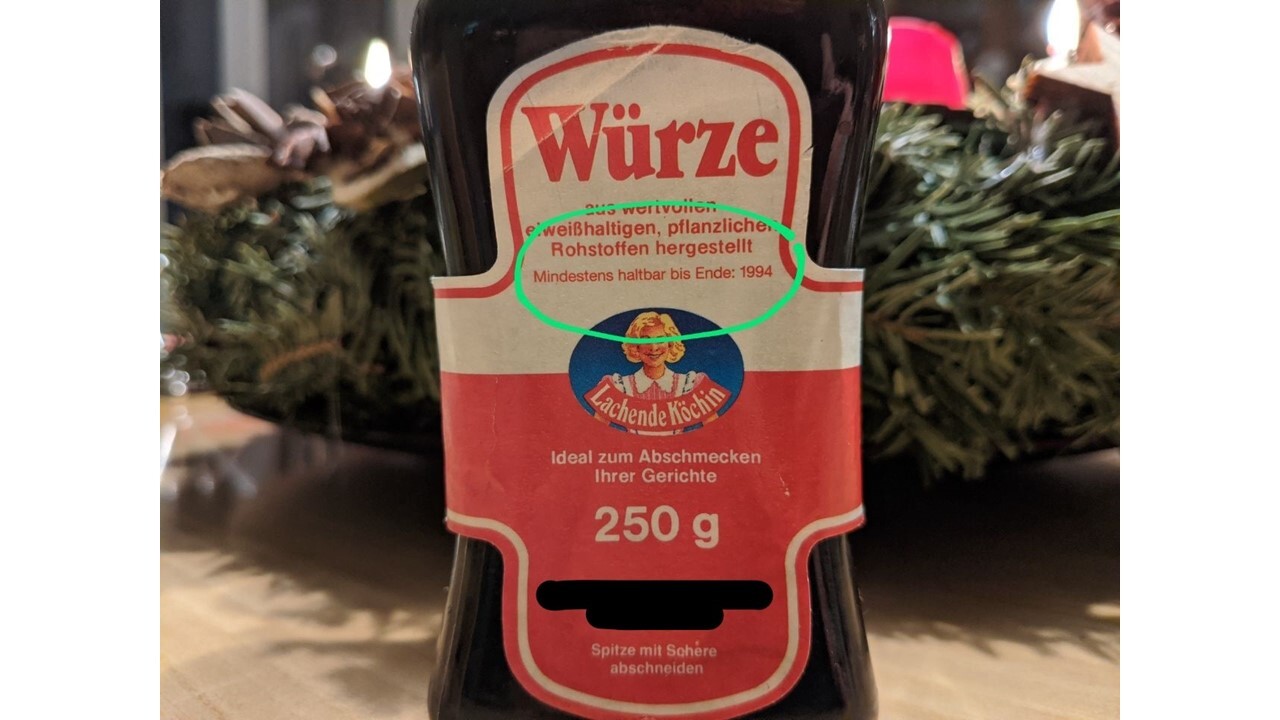 Würze
aus wertvollen
eiweißhaltigen, pflanzlichen
Rohstoffen hergestellt
Mindestens haltbar bis Ende: 1994
Lachende Köchin
Ideal zum Abschmecken
Ihrer Gerichte
250 g
Spitze mit Schere
abschneiden